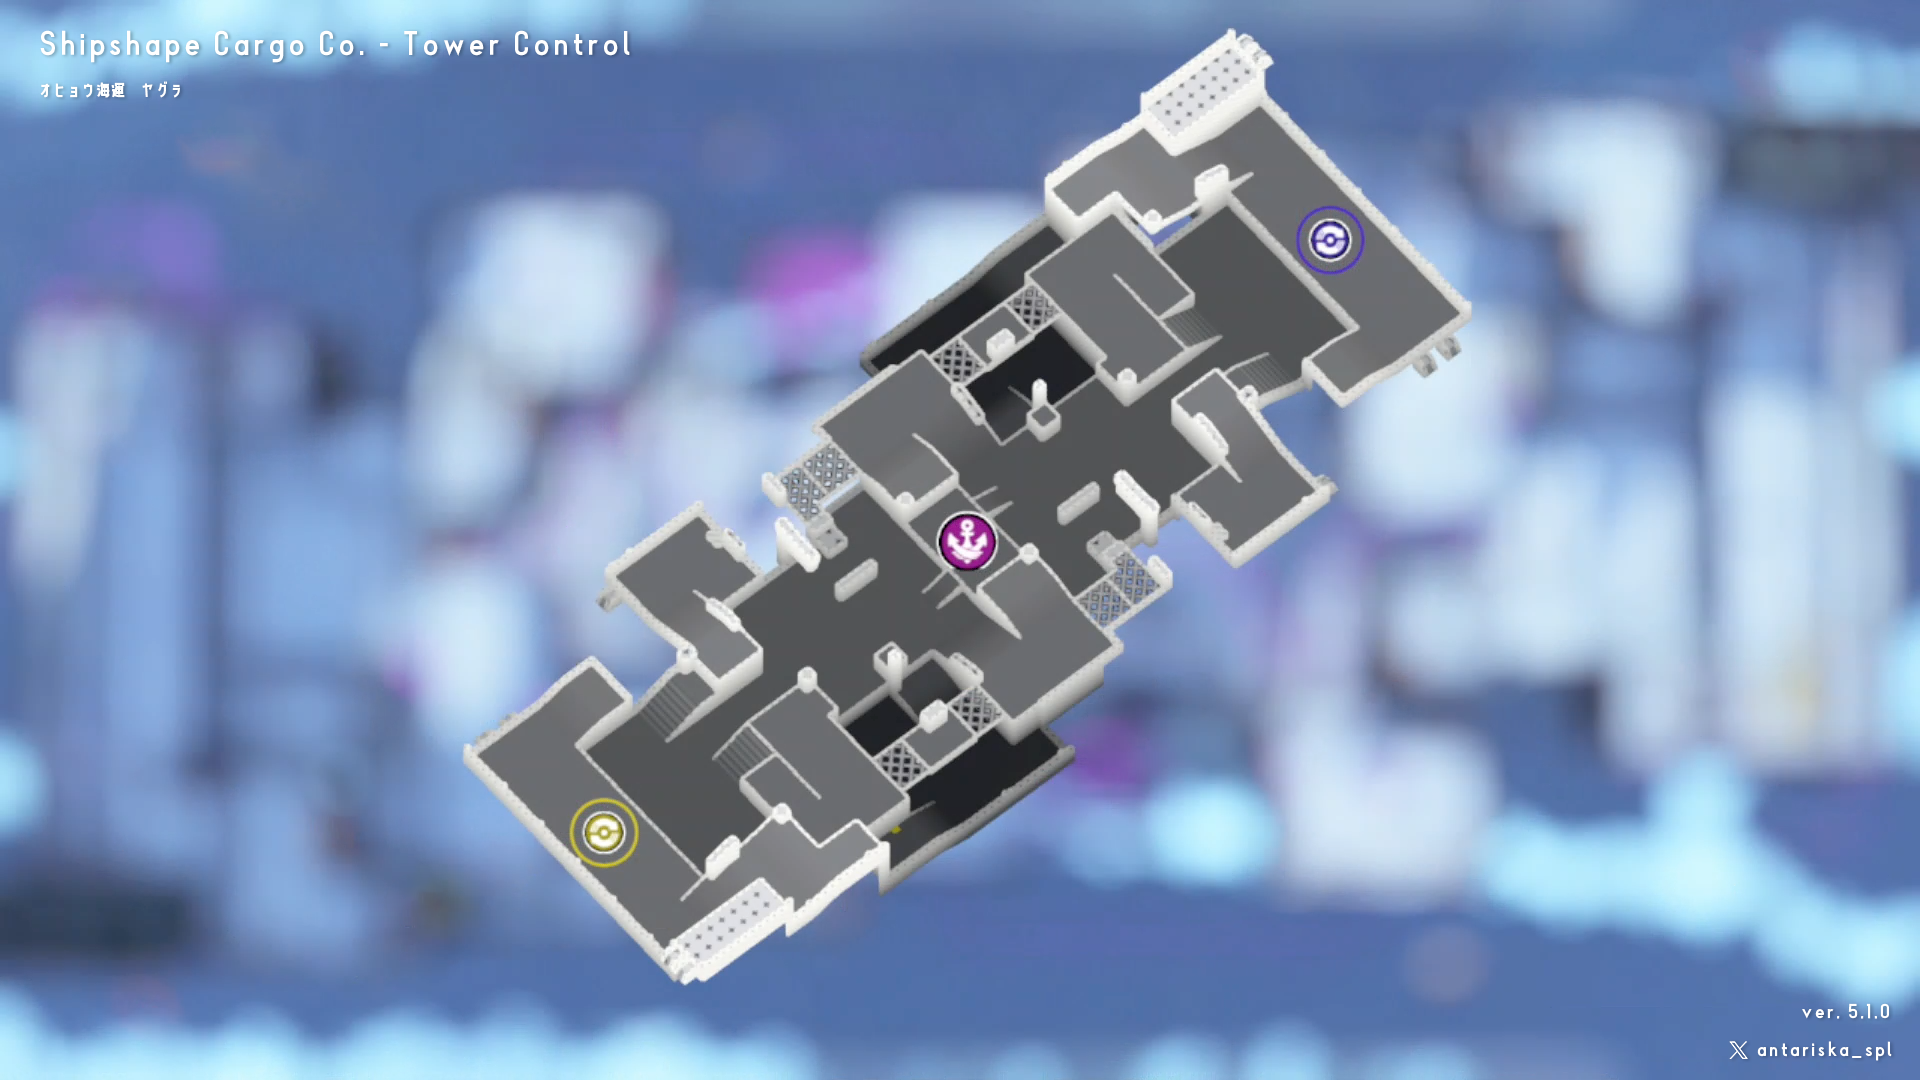 Shipshape Cargo Co. - Tower Control
オヒョウ海運 ヤグラ
ver. 5.1.0
X antariska_spl